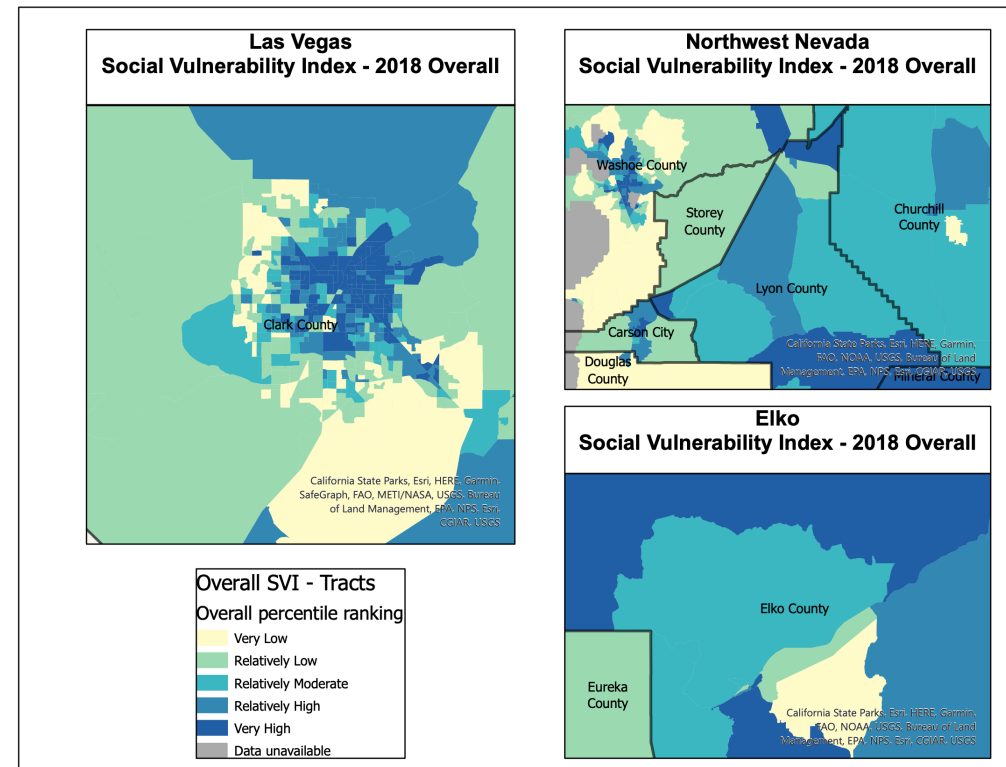 Las Vegas
Social Vulnerability Index - 2018 Overall
Clark County
California State Parks, Esri, HERE, Garmin,
SafeGraph, FAO, METI/NASA, USGS, Bureau
of Land Management, EPA, NPS, Esri,
CGIAR, USGS
Northwest Nevada
Social Vulnerability Index - 2018 Overall
Washoe County
Storey
County
Churchill
County
Lyon County
Carson City
Douglas
County
California State Parks, Esri, HERE, Garmin,
FAO, NOAA, USGS, Bureau of Land
Management, EPA, NPS, Esri, CGIAR, USGS
Mineral County
Elko
Social Vulnerability Index - 2018 Overall
Elko County
Eureka
County
California State Parks, Esri, HERE, Garmin,
FAO, NOAA, USGS, Bureau of Land
Management, EPA, NPS, Esri, CGIAR, USGS
Overall SVI - Tracts
Overall percentile ranking
Very Low
Relatively Low
Relatively Moderate
Relatively High
Very High
Data unavailable